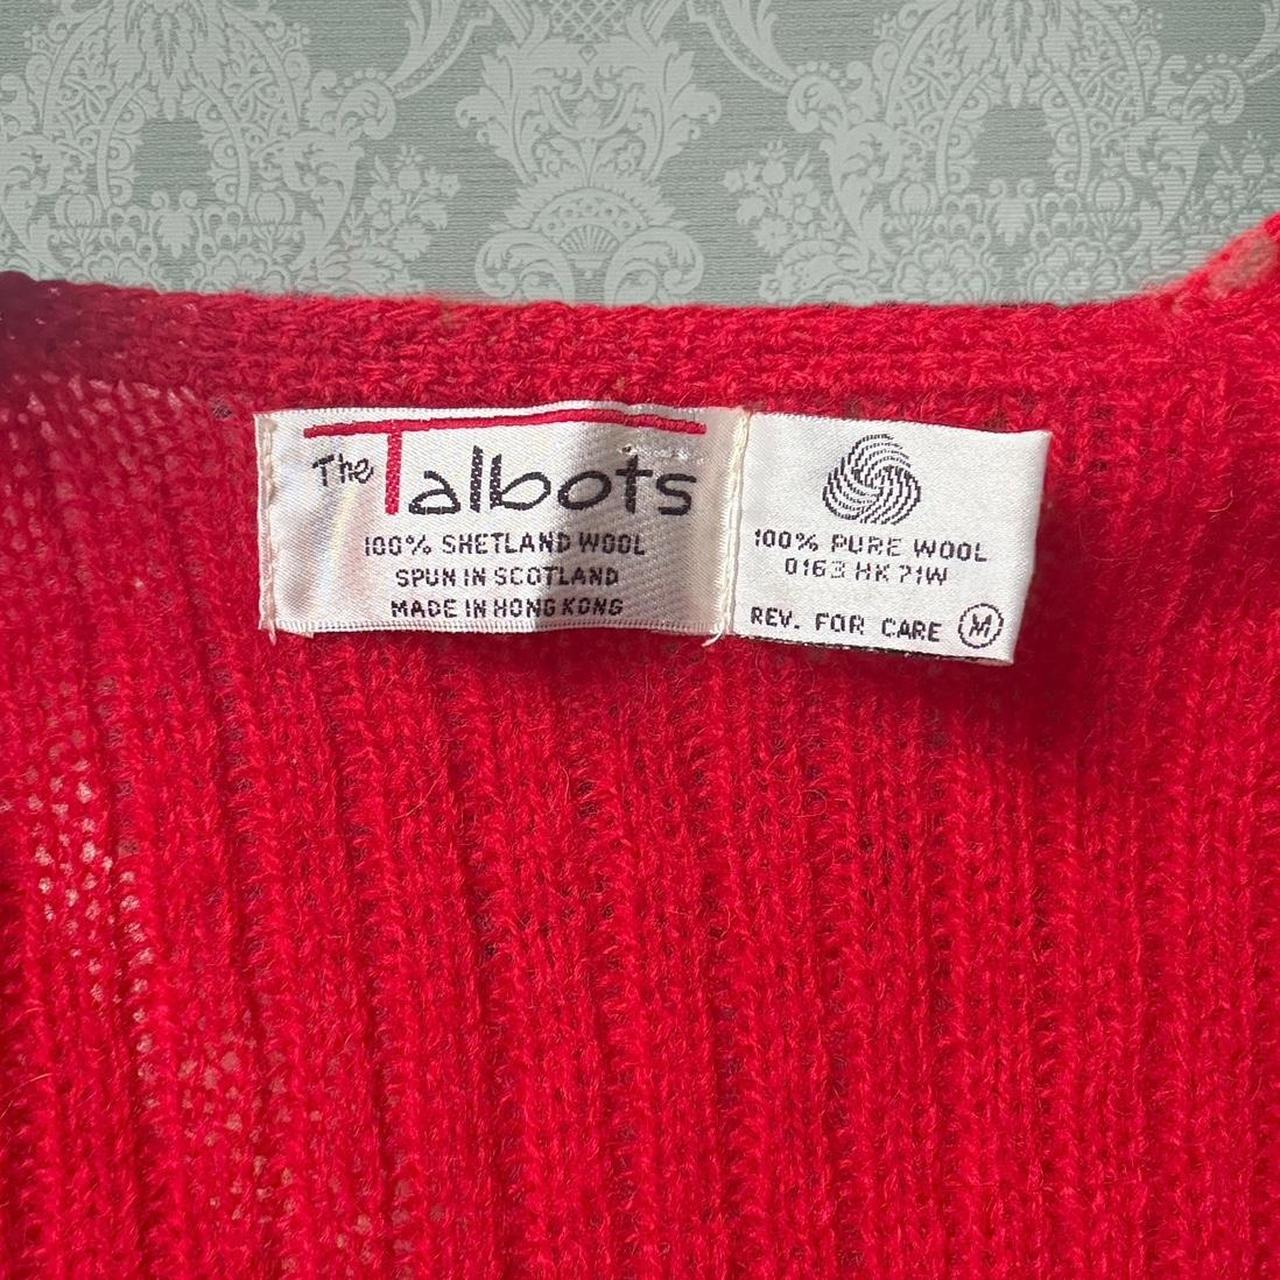 The Talbots
100% SHETLAND WOOL
SPUN IN SCOTLAND
MADE IN HONG KONG
100% PURE WOOL
0163 HK 71W
REV. FOR CARE M